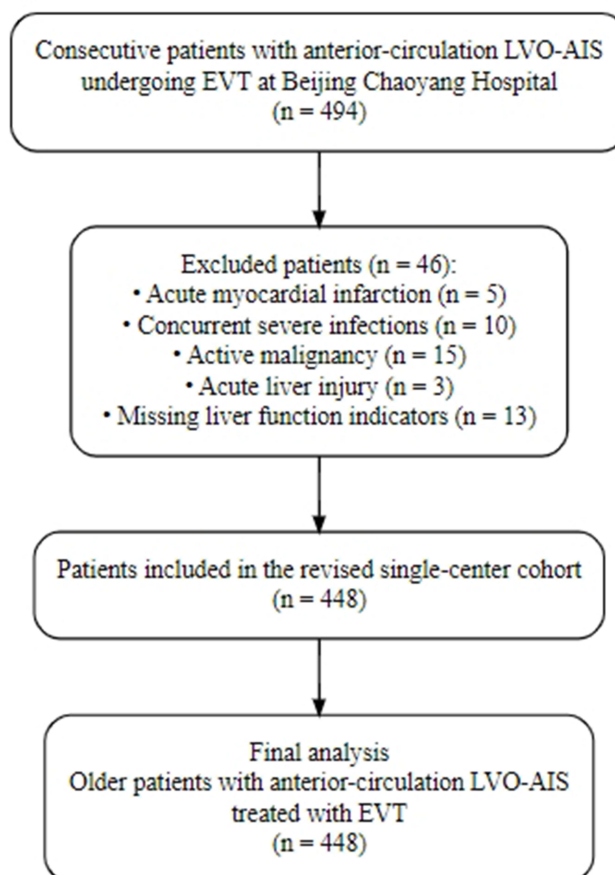 Consecutive patients with anterior-circulation LVO-AIS
undergoing EVT at Beijing Chaoyang Hospital
(n = 494)
Excluded patients (n = 46):
• Acute myocardial infarction (n = 5)
• Concurrent severe infections (n = 10)
• Active malignancy (n = 15)
• Acute liver injury (n = 3)
• Missing liver function indicators (n = 13)
Patients included in the revised single-center cohort
(n = 448)
Final analysis
Older patients with anterior-circulation LVO-AIS
treated with EVT
(n = 448)